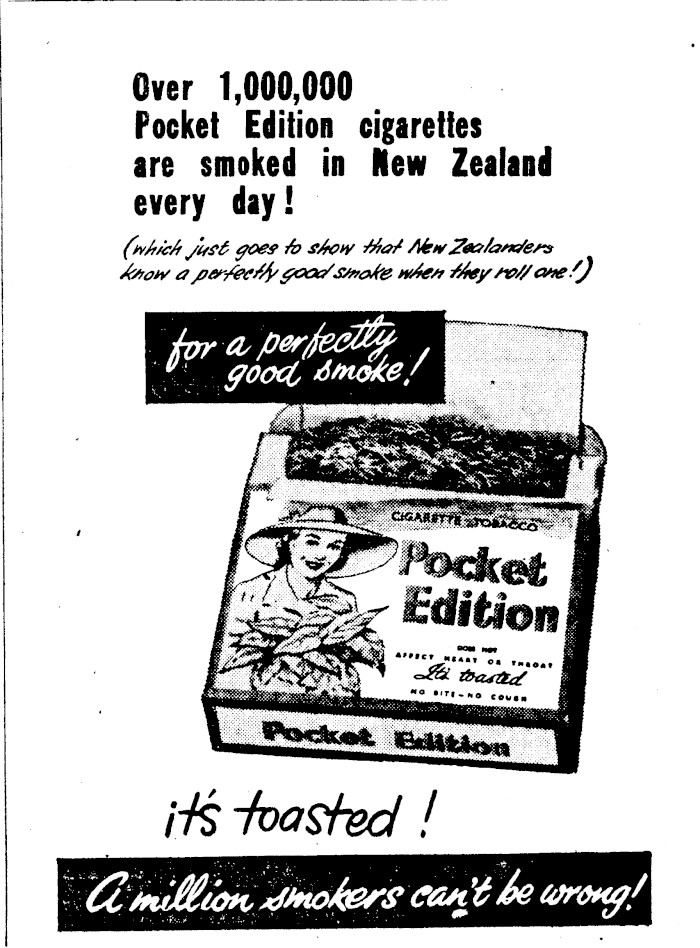 Over 1,000,000
Pocket Edition cigarettes
are smoked in New Zealand
every day!
(which just goes to show that New Zealanders
know a perfectly good smoke when they roll one!)
for a perfectly
good smoke!
CIGARETTE TOBACCO
Pocket
Edition
DOES NOT
AFFECT HEART OR THROAT
It's toasted
NO BITE–NO COUGH
Pocket Edition
it's toasted!
A million smokers can't be wrong!